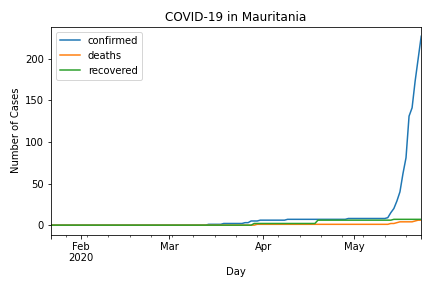 COVID-19 in Mauritania
confirmed
deaths
recovered
Number of Cases
200
150
100
50
0
Feb
2020
Mar
Apr
May
Day